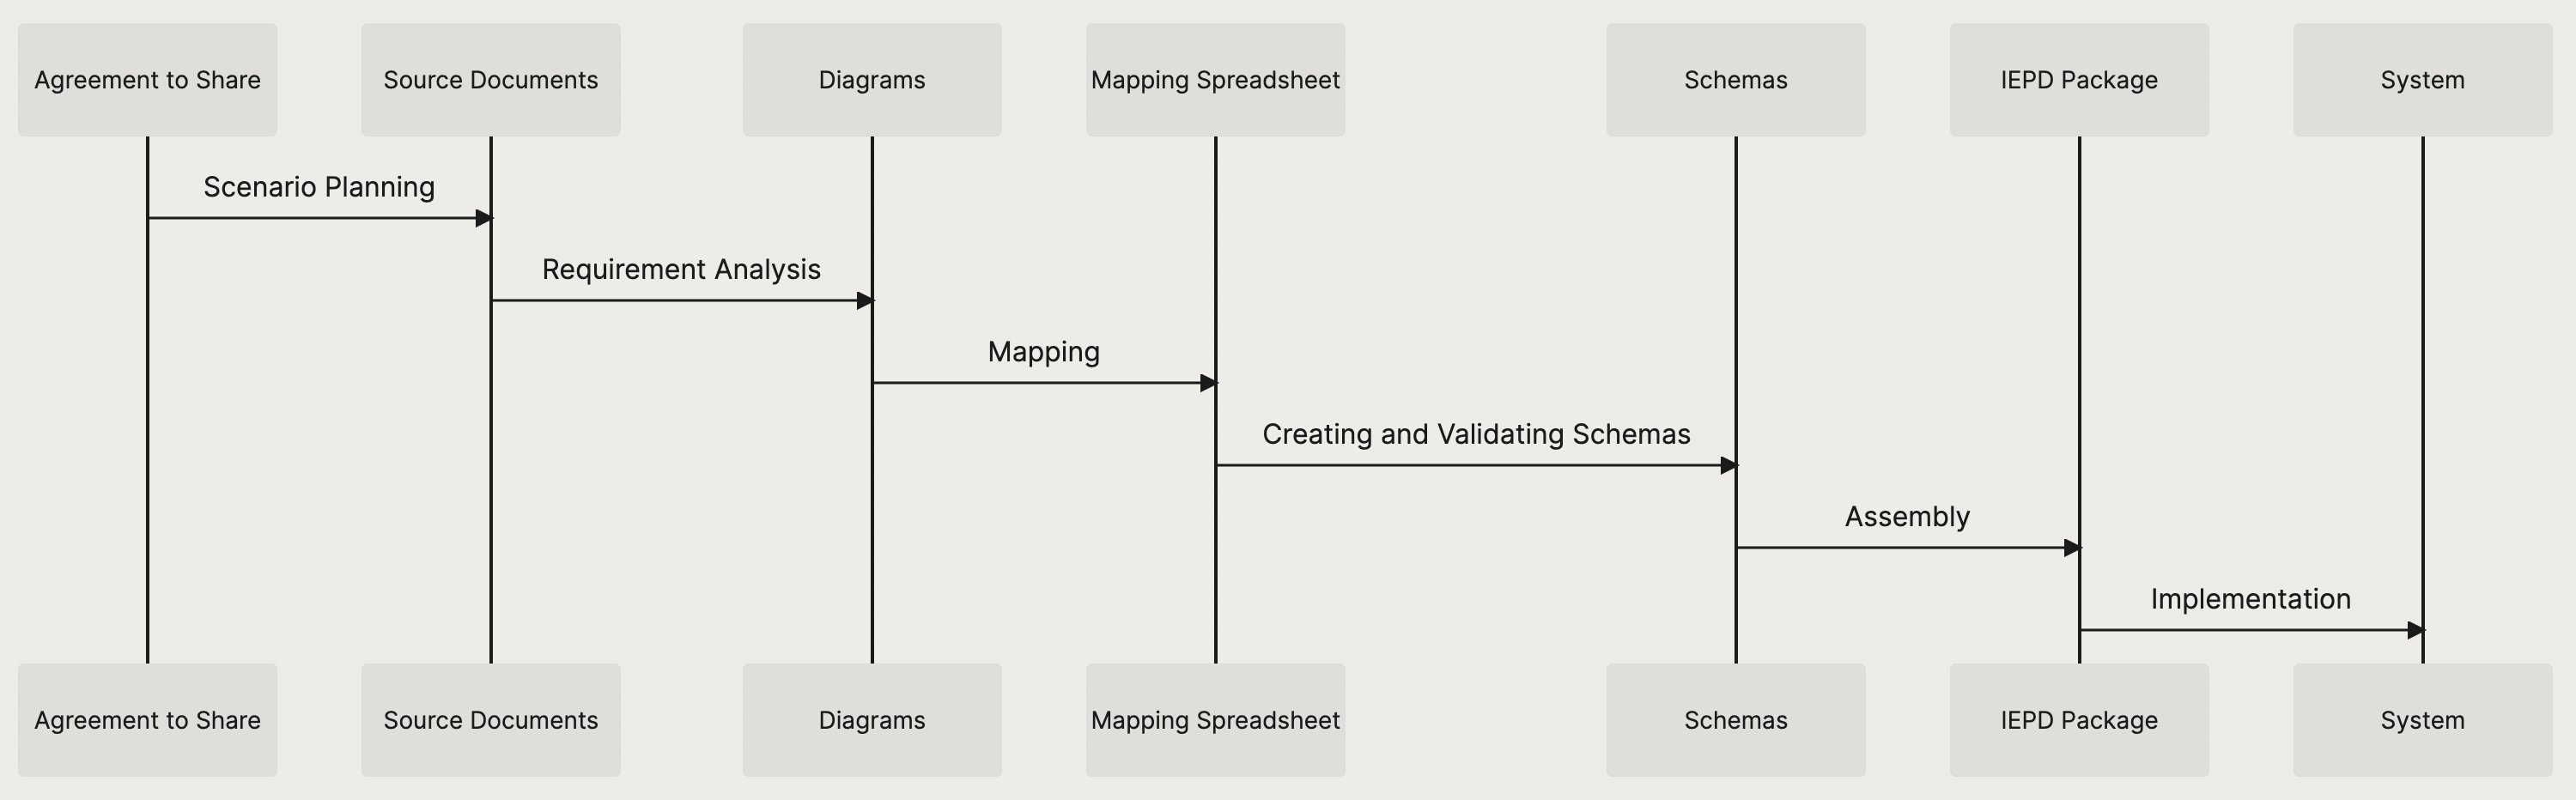 Agreement to Share
Source Documents
Diagrams
Mapping Spreadsheet
Schemas
IEPD Package
System
Scenario Planning
Requirement Analysis
Mapping
Creating and Validating Schemas
Assembly
Implementation
Agreement to Share
Source Documents
Diagrams
Mapping Spreadsheet
Schemas
IEPD Package
System